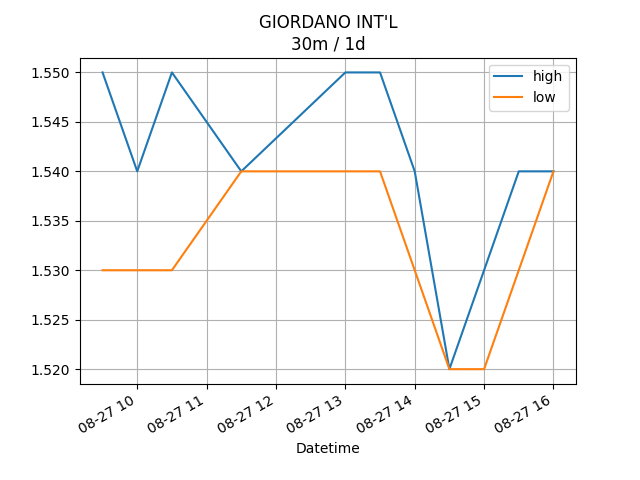 GIORDANO INT'L
30m / 1d
high
low
1.550
1.545
1.540
1.535
1.530
1.525
1.520
08-27 10
08-27 11
08-27 12
08-27 13
08-27 14
08-27 15
08-27 16
Datetime